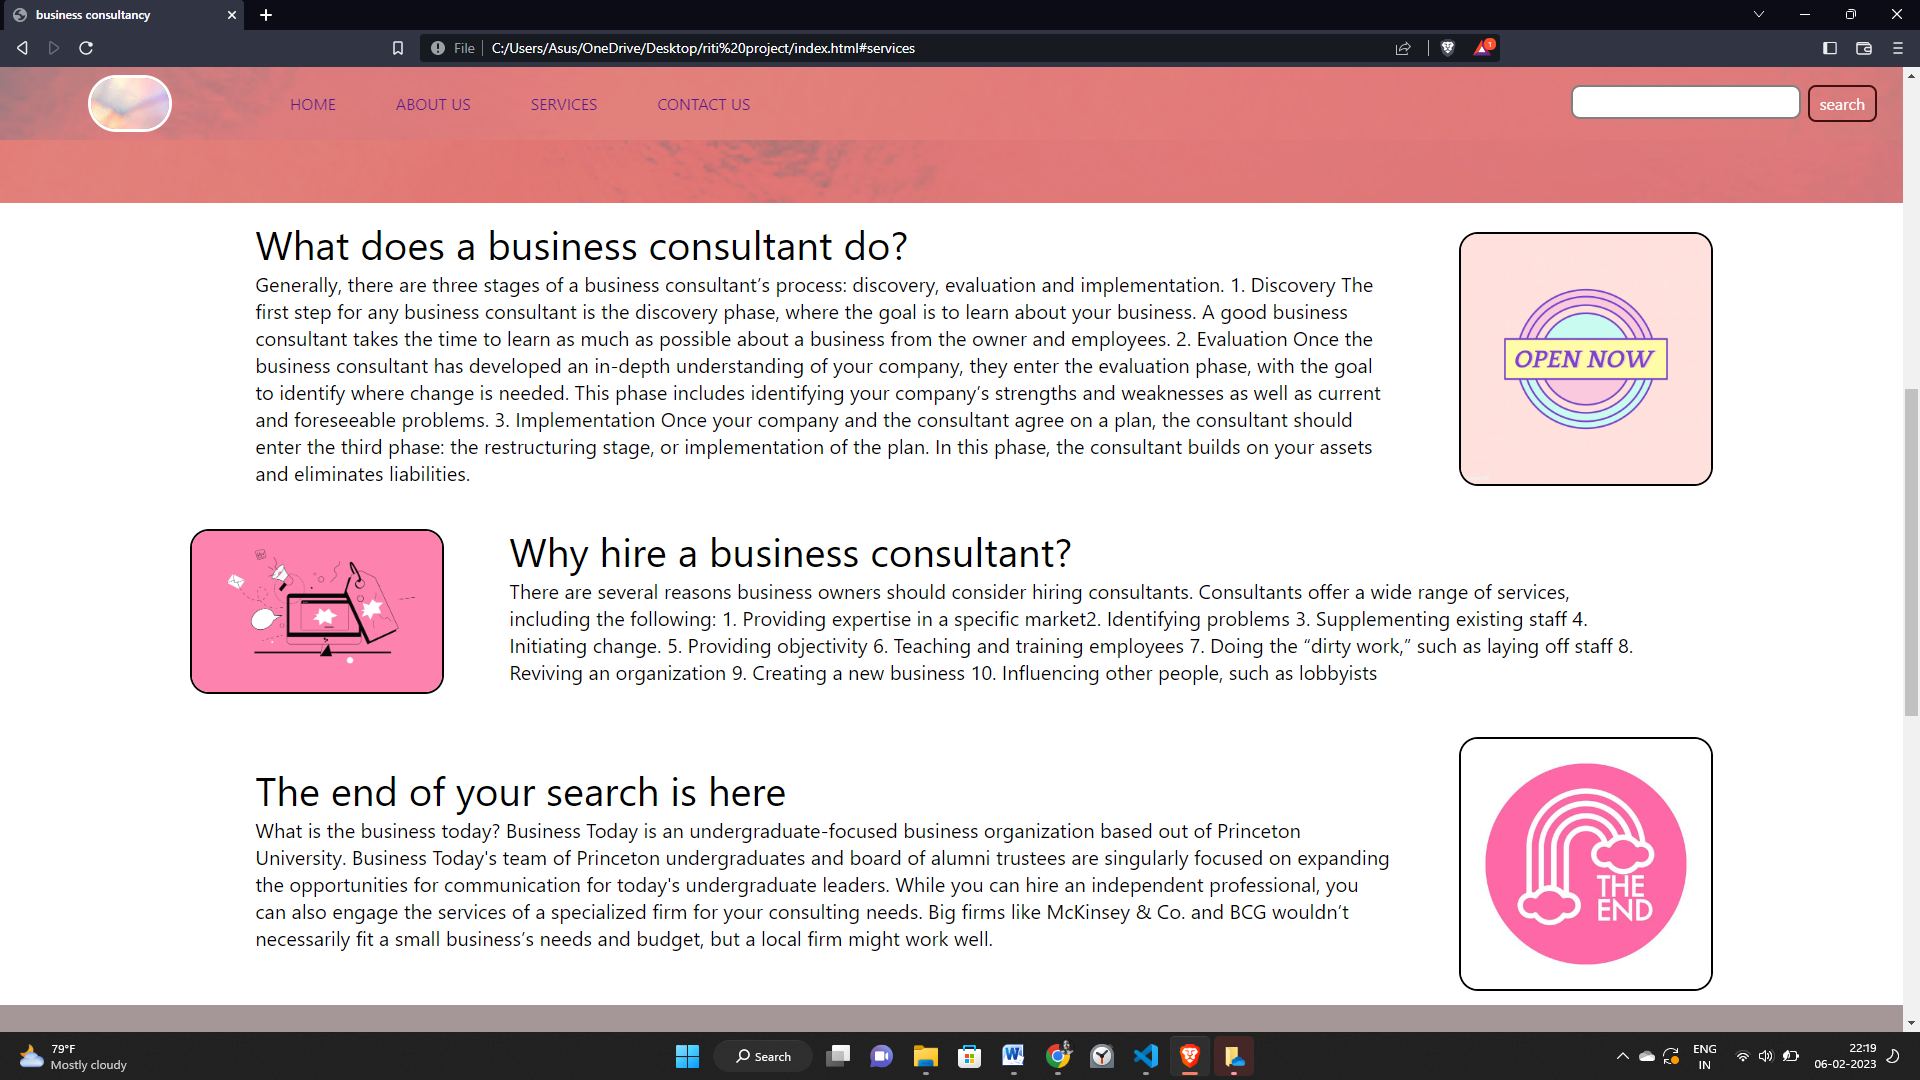 business consultancy
File
C:/Users/Asus/OneDrive/Desktop/riti%20project/index.html#services
1
HOME
ABOUT US
SERVICES
CONTACT US
search
What does a business consultant do?
Generally, there are three stages of a business consultant’s process: discovery, evaluation and implementation. 1. Discovery The
first step for any business consultant is the discovery phase, where the goal is to learn about your business. A good business
consultant takes the time to learn as much as possible about a business from the owner and employees. 2. Evaluation Once the
business consultant has developed an in-depth understanding of your company, they enter the evaluation phase, with the goal
to identify where change is needed. This phase includes identifying your company’s strengths and weaknesses as well as current
and foreseeable problems. 3. Implementation Once your company and the consultant agree on a plan, the consultant should
enter the third phase: the restructuring stage, or implementation of the plan. In this phase, the consultant builds on your assets
and eliminates liabilities.
OPEN NOW
Why hire a business consultant?
There are several reasons business owners should consider hiring consultants. Consultants offer a wide range of services,
including the following: 1. Providing expertise in a specific market2. Identifying problems 3. Supplementing existing staff 4.
Initiating change. 5. Providing objectivity 6. Teaching and training employees 7. Doing the “dirty work,” such as laying off staff 8.
Reviving an organization 9. Creating a new business 10. Influencing other people, such as lobbyists
The end of your search is here
What is the business today? Business Today is an undergraduate-focused business organization based out of Princeton
University. Business Today's team of Princeton undergraduates and board of alumni trustees are singularly focused on expanding
the opportunities for communication for today's undergraduate leaders. While you can hire an independent professional, you
can also engage the services of a specialized firm for your consulting needs. Big firms like McKinsey & Co. and BCG wouldn’t
necessarily fit a small business’s needs and budget, but a local firm might work well.
THE
END
79°F
Mostly cloudy
Search
ENG
IN
22:19
06-02-2023